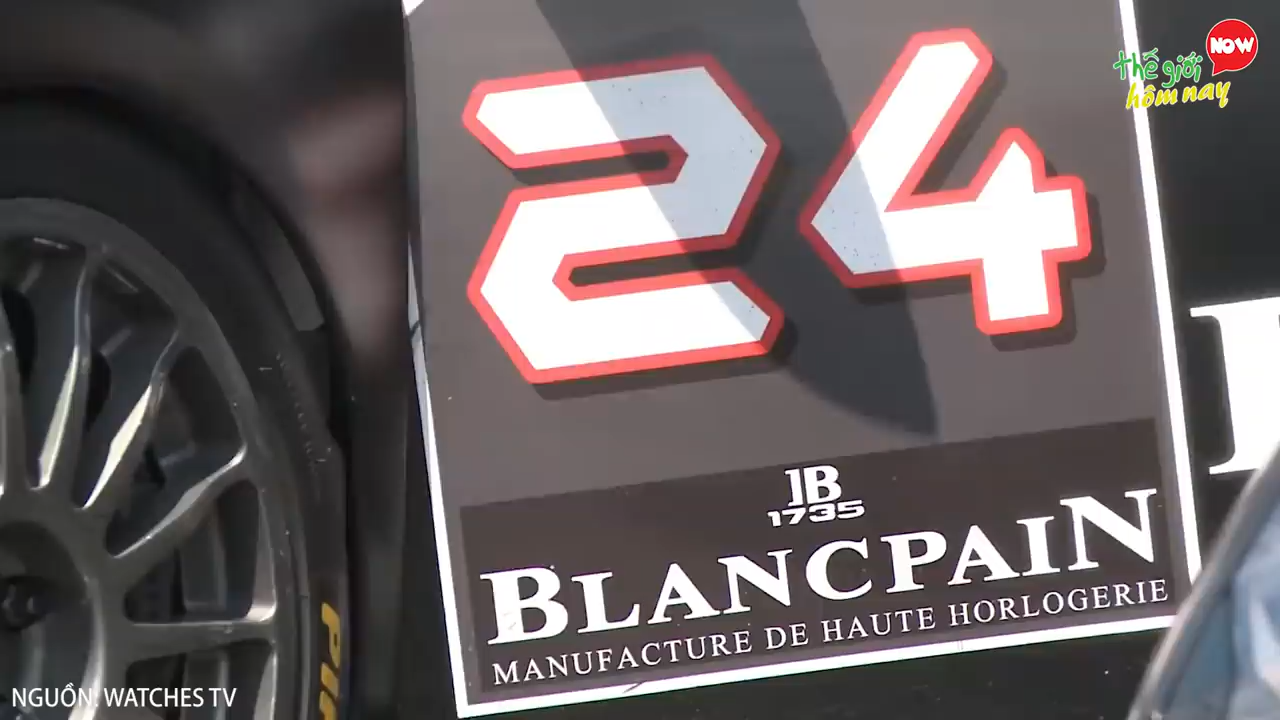 24
NOW
thế giới
hôm nay
JB
1735
BLANCPAIN
MANUFACTURE DE HAUTE HORLOGERIE
NGUỒN: WATCHES TV